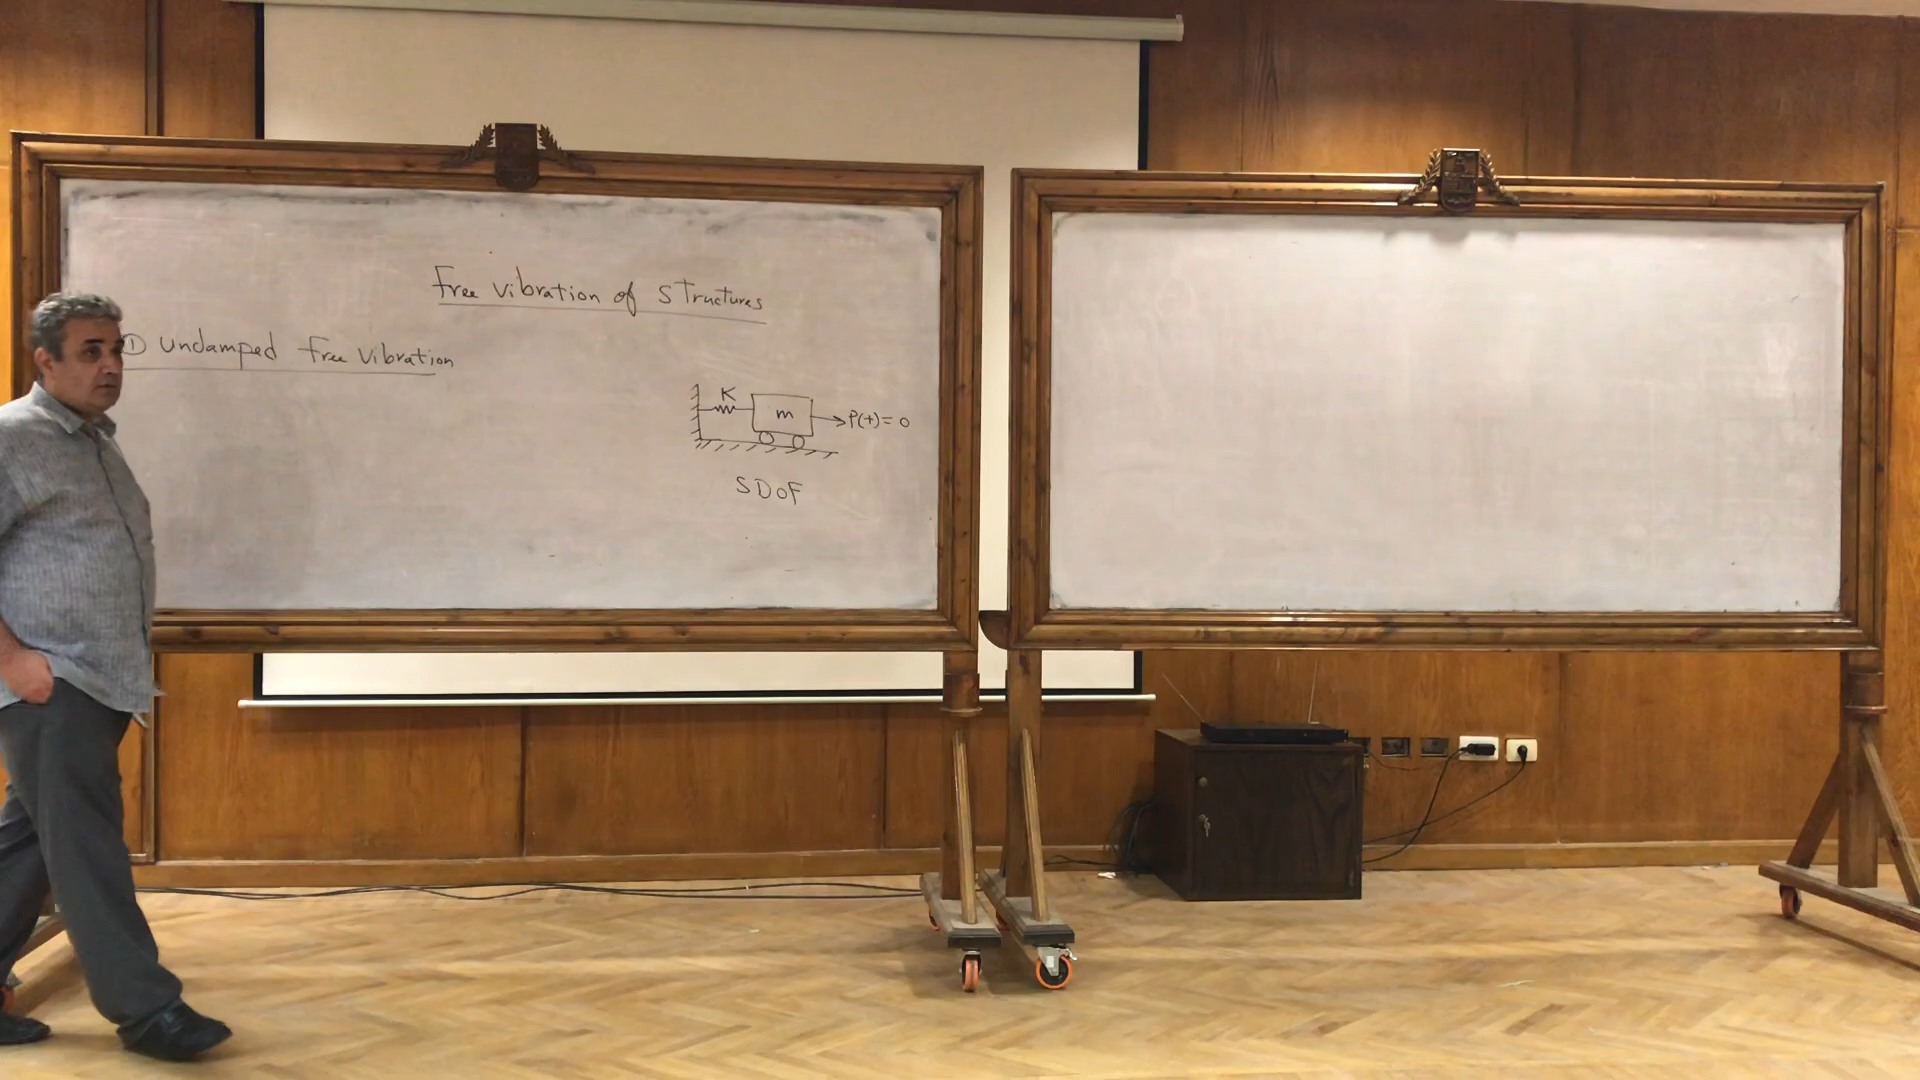 Free Vibration of Structures
① Undamped Free Vibration
K
m
P(t) = 0
SDOF